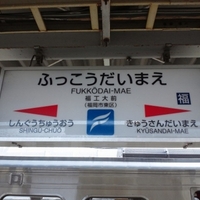 ふっこうだいまえ
FUKKŌDAI-MAE
福工大前
(福岡市東区)
福
しんぐうちゅうおう
SHINGŪ-CHŪŌ
きゅうさんだいまえ
KYŪSANDAI-MAE